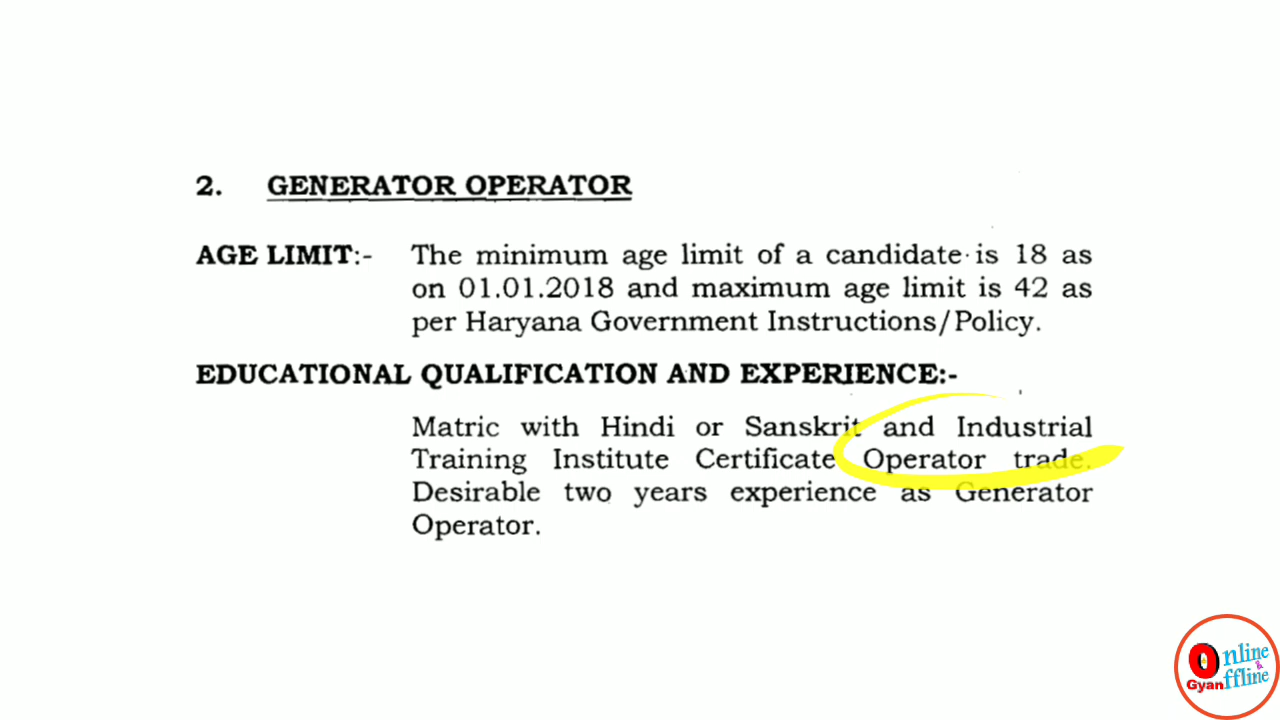 2. GENERATOR OPERATOR
AGE LIMIT:- The minimum age limit of a candidate is 18 as
on 01.01.2018 and maximum age limit is 42 as
per Haryana Government Instructions/Policy.
EDUCATIONAL QUALIFICATION AND EXPERIENCE:-
Matric with Hindi or Sanskrit and Industrial
Training Institute Certificate Operator trade.
Desirable two years experience as Generator
Operator.
Online
&
Gyan ffline